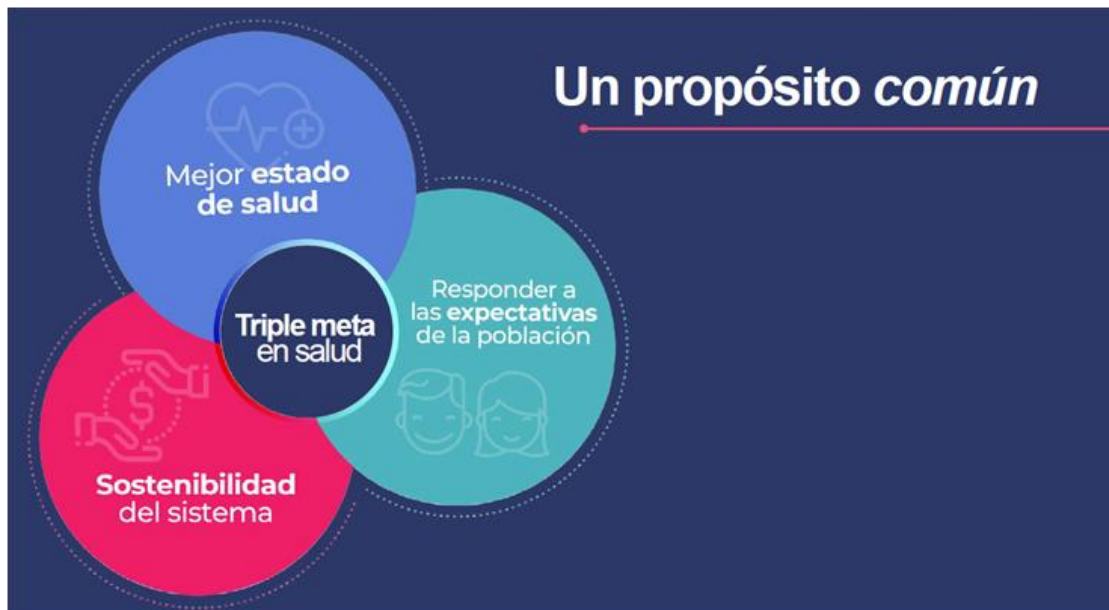 Un propósito común
Mejor estado
de salud
Responder a
las expectativas
de la población
Triple meta
en salud
Sostenibilidad
del sistema